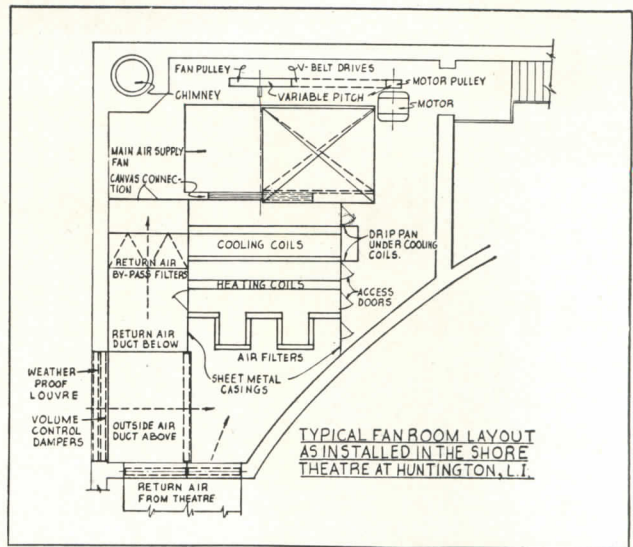 FAN PULLEY
V-BELT DRIVES
MOTOR PULLEY
CHIMNEY
VARIABLE PITCH
MOTOR
MAIN AIR SUPPLY
FAN
CANVAS CONNEC-
TION
COOLING COILS
DRIP PAN
UNDER COOLING
COILS.
RETURN AIR
BY-PASS FILTERS
HEATING COILS
ACCESS
DOORS
RETURN AIR
DUCT BELOW
AIR FILTERS
WEATHER
PROOF
LOUVRE
SHEET METAL
CASINGS
VOLUME
CONTROL
DAMPERS
OUTSIDE AIR
DUCT ABOVE
TYPICAL FAN ROOM LAYOUT
AS INSTALLED IN THE SHORE
THEATRE AT HUNTINGTON, L.I.
RETURN AIR
FROM THEATRE